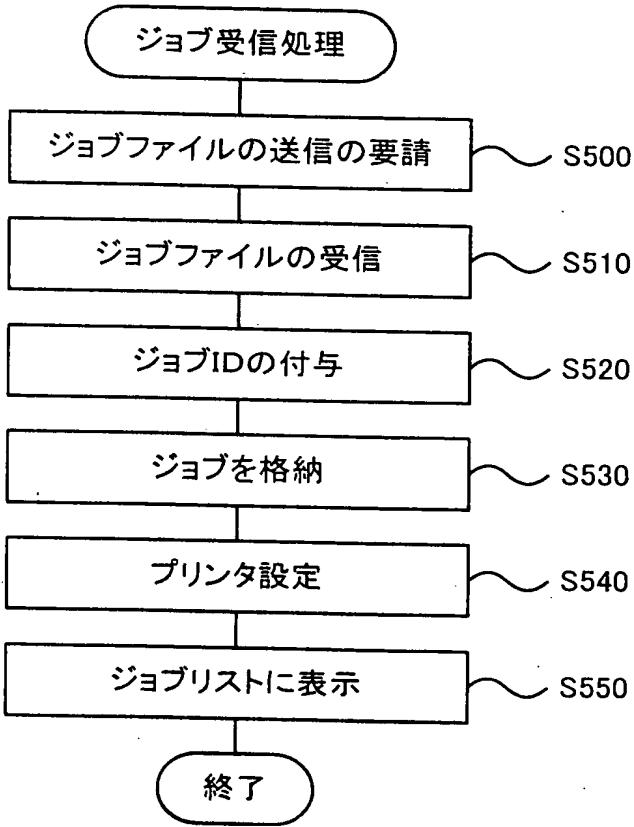 ジョブ受信処理
ジョブファイルの送信の要請 S500
ジョブファイルの受信 S510
ジョブIDの付与 S520
ジョブを格納 S530
プリンタ設定 S540
ジョブリストに表示 S550
終了